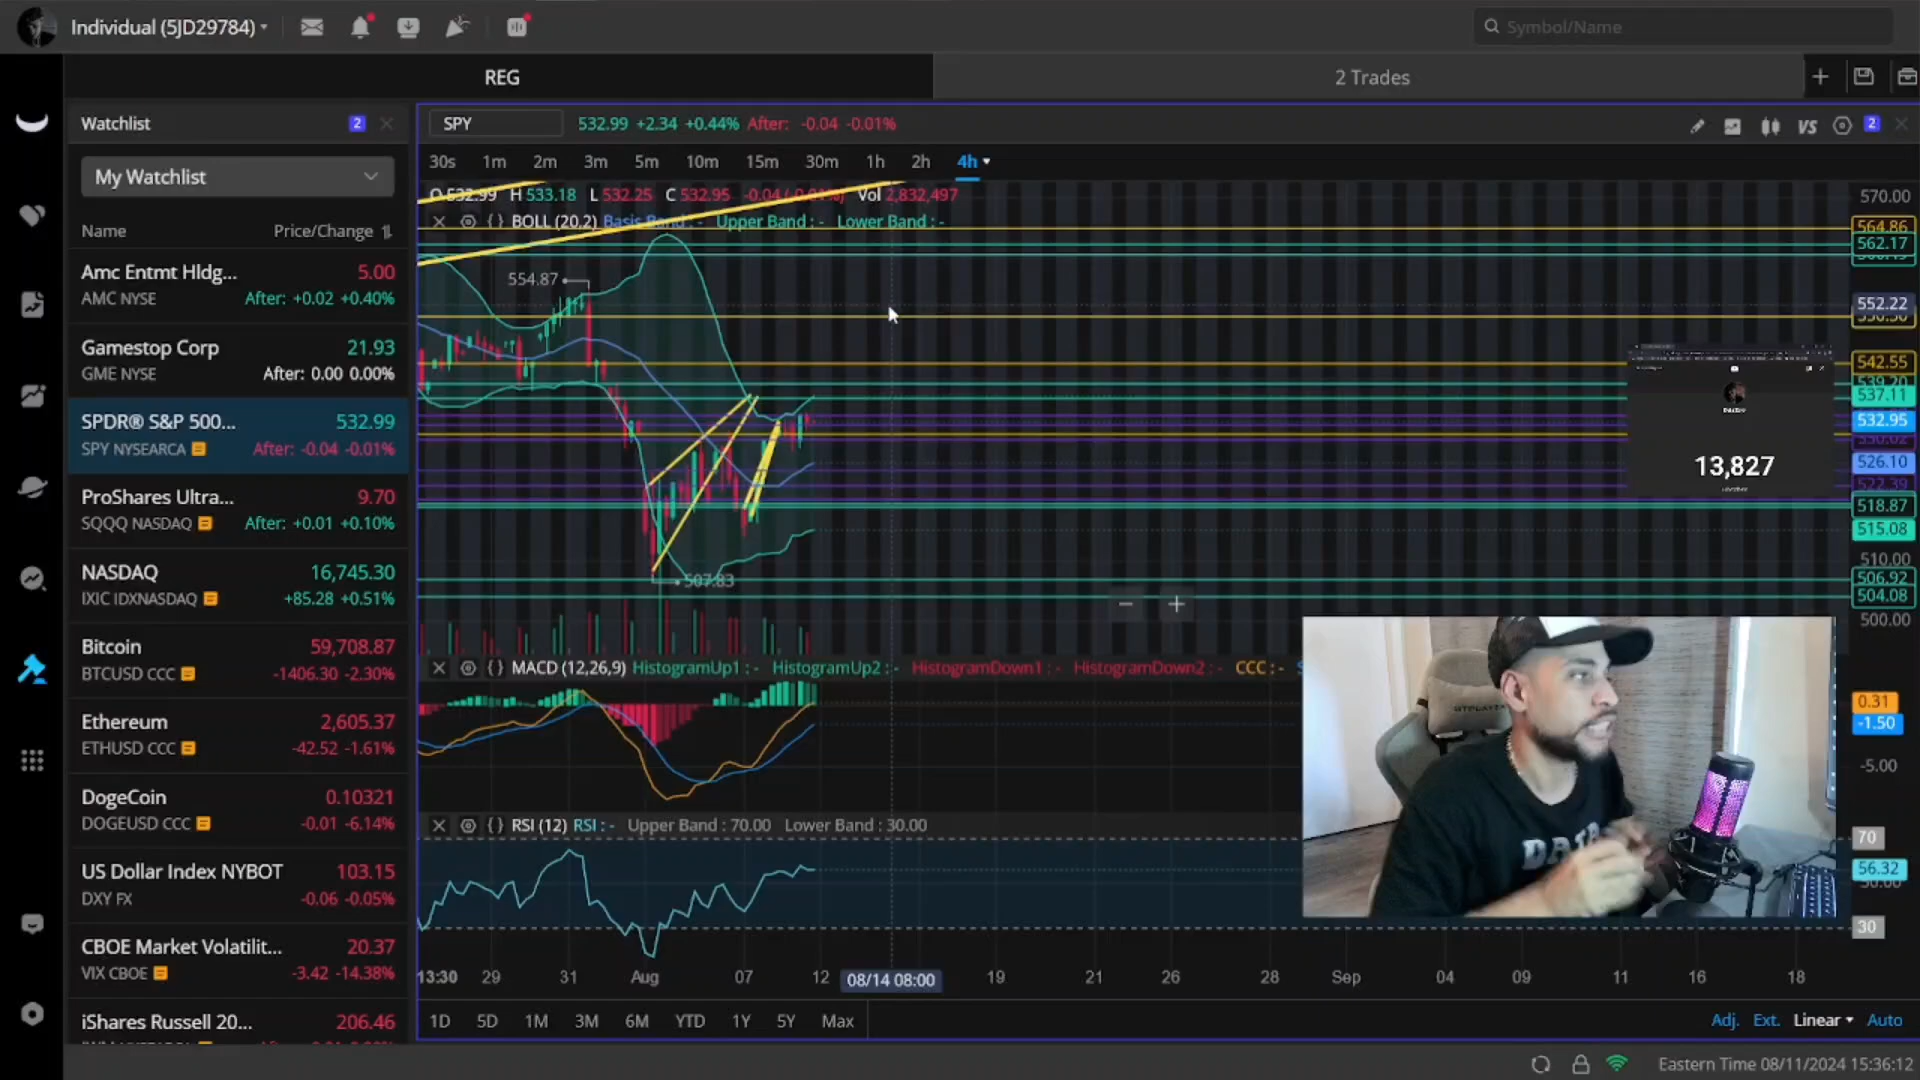 Individual (5JD29784)
Symbol/Name
REG
2 Trades
Watchlist
2
SPY
532.99 +2.34 +0.44% After: -0.04 -0.01%
VS
2
My Watchlist
30s 1m 2m 3m 5m 10m 15m 30m 1h 2h 4h
O 532.99 H 533.18 L 532.25 C 532.95 -0.04 (-0.01%) Vol 2,832,497
BOLL (20,2) Basis Band : - Upper Band : - Lower Band : -
Name
Price/Change
Amc Entmt Hldg... 5.00
AMC NYSE After: +0.02 +0.40%
Gamestop Corp 21.93
GME NYSE After: 0.00 0.00%
SPDR® S&P 500... 532.99
SPY NYSEARCA After: -0.04 -0.01%
ProShares Ultra... 9.70
SQQQ NASDAQ After: +0.01 +0.10%
NASDAQ 16,745.30
IXIC IDXNASDAQ +85.28 +0.51%
Bitcoin 59,708.87
BTCUSD CCC -1406.30 -2.30%
Ethereum 2,605.37
ETHUSD CCC -42.52 -1.61%
DogeCoin 0.10321
DOGEUSD CCC -0.01 -6.14%
US Dollar Index NYBOT 103.15
DXY FX -0.06 -0.05%
CBOE Market Volatilit... 20.37
VIX CBOE -3.42 -14.38%
iShares Russell 20... 206.46
554.87
507.83
570.00
564.86
562.17
552.22
542.55
537.11
532.95
526.10
518.87
515.08
510.00
506.92
504.08
500.00
13,827
MACD (12,26,9) HistogramUp1 : - HistogramUp2 : - HistogramDown1 : - HistogramDown2 : - CCC : -
0.31
-1.50
-5.00
RSI (12) RSI : - Upper Band : 70.00 Lower Band : 30.00
70
56.32
30
13:30 29 31 Aug 07 12 08/14 08:00 19 21 26 28 Sep 04 09 11 16 18
1D 5D 1M 3M 6M YTD 1Y 5Y Max
Adj. Ext. Linear Auto
Eastern Time 08/11/2024 15:36:12